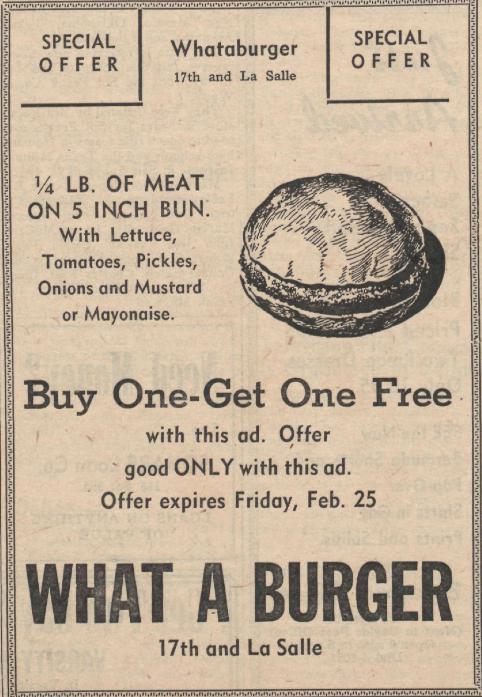 SPECIAL
OFFER
Whataburger
17th and La Salle
SPECIAL
OFFER
¼ LB. OF MEAT
ON 5 INCH BUN.
With Lettuce,
Tomatoes, Pickles,
Onions and Mustard
or Mayonaise.
Buy One-Get One Free
with this ad. Offer
good ONLY with this ad.
Offer expires Friday, Feb. 25
WHAT A BURGER
17th and La Salle